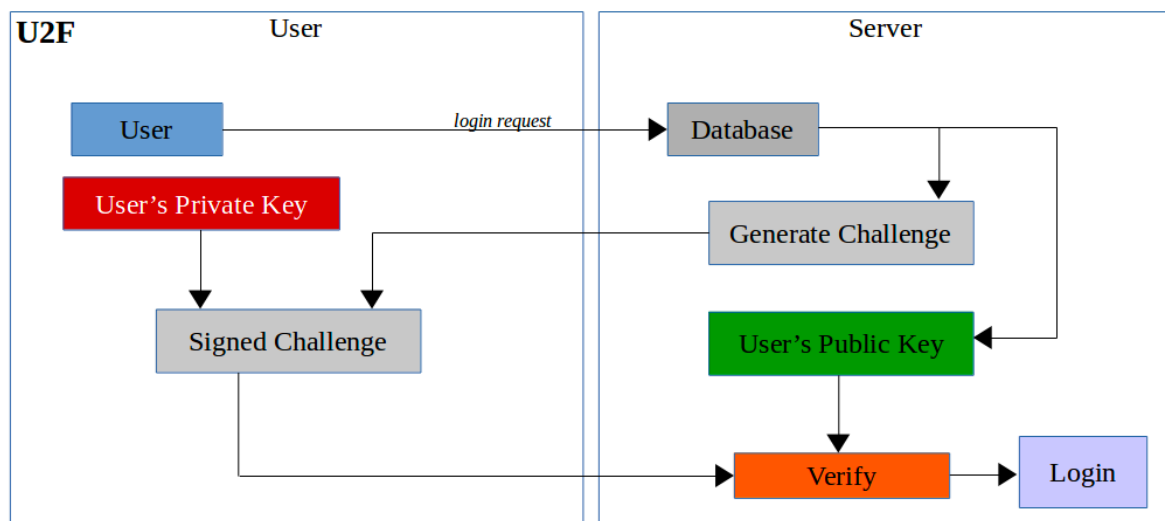 U2F
User
Server
User
login request
Database
User’s Private Key
Generate Challenge
Signed Challenge
User’s Public Key
Verify
Login